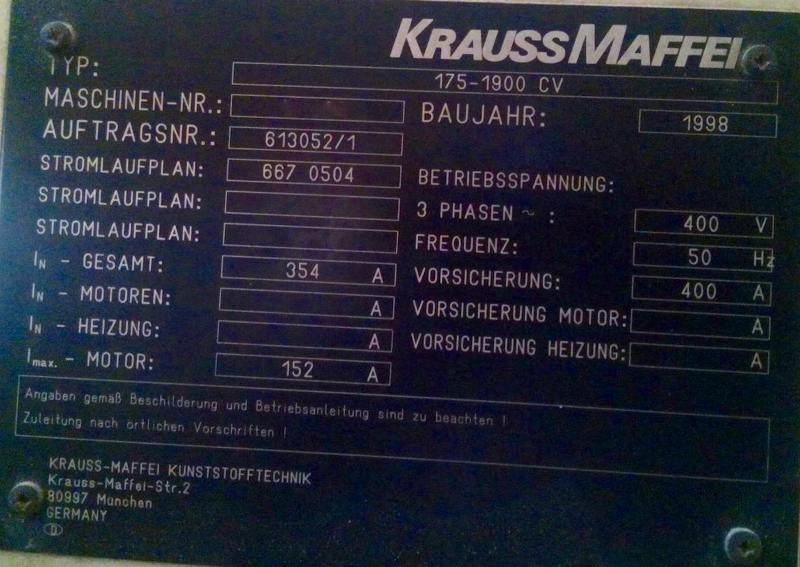 KRAUSSMAFFEI
TYP: 175-1900 CV
MASCHINEN-NR.:
BAUJAHR: 1998
AUFTRAGSNR.: 613052/1
STROMLAUFPLAN: 667 0504
BETRIEBSSPANNUNG:
STROMLAUFPLAN:
3 PHASEN ~ : 400 V
STROMLAUFPLAN:
FREQUENZ: 50 Hz
IN - GESAMT: 354 A
VORSICHERUNG: 400 A
IN - MOTOREN: A
VORSICHERUNG MOTOR: A
IN - HEIZUNG: A
VORSICHERUNG HEIZUNG: A
Imax. - MOTOR: 152 A
Angaben gemäß Beschilderung und Betriebsanleitung sind zu beachten !
Zuleitung nach örtlichen Vorschriften !
KRAUSS-MAFFEI KUNSTSTOFFTECHNIK
Krauss-Maffei-Str.2
80997 München
GERMANY
D